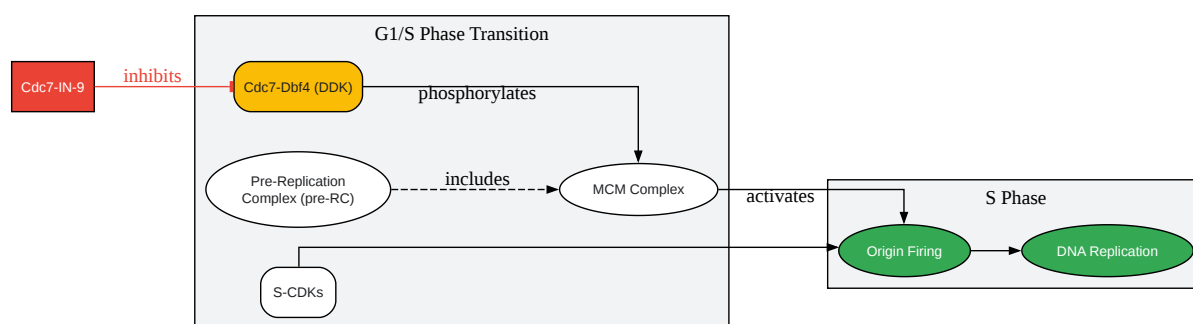 G1/S Phase Transition
Cdc7-IN-9
inhibits
Cdc7-Dbf4 (DDK)
phosphorylates
Pre-Replication
Complex (pre-RC)
includes
MCM Complex
activates
S Phase
Origin Firing
DNA Replication
S-CDKs